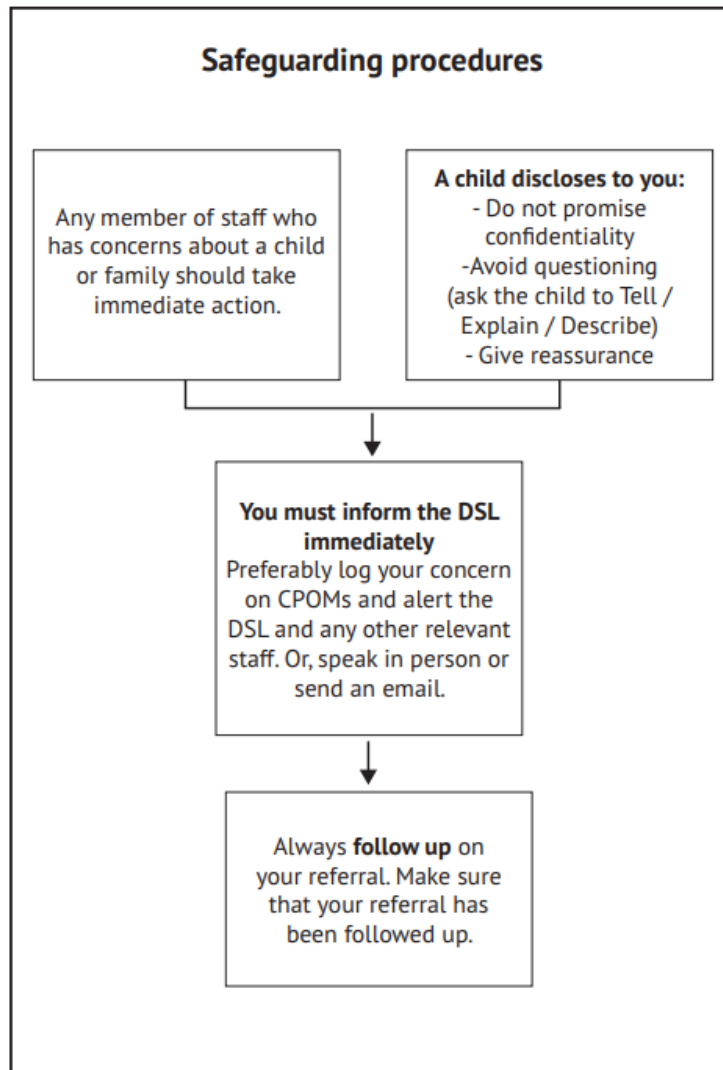 Safeguarding procedures
Any member of staff who
has concerns about a child
or family should take
immediate action.
A child discloses to you:
- Do not promise
confidentiality
-Avoid questioning
(ask the child to Tell /
Explain / Describe)
- Give reassurance
You must inform the DSL
immediately
Preferably log your concern
on CPOMs and alert the
DSL and any other relevant
staff. Or, speak in person or
send an email.
Always follow up on
your referral. Make sure
that your referral has
been followed up.